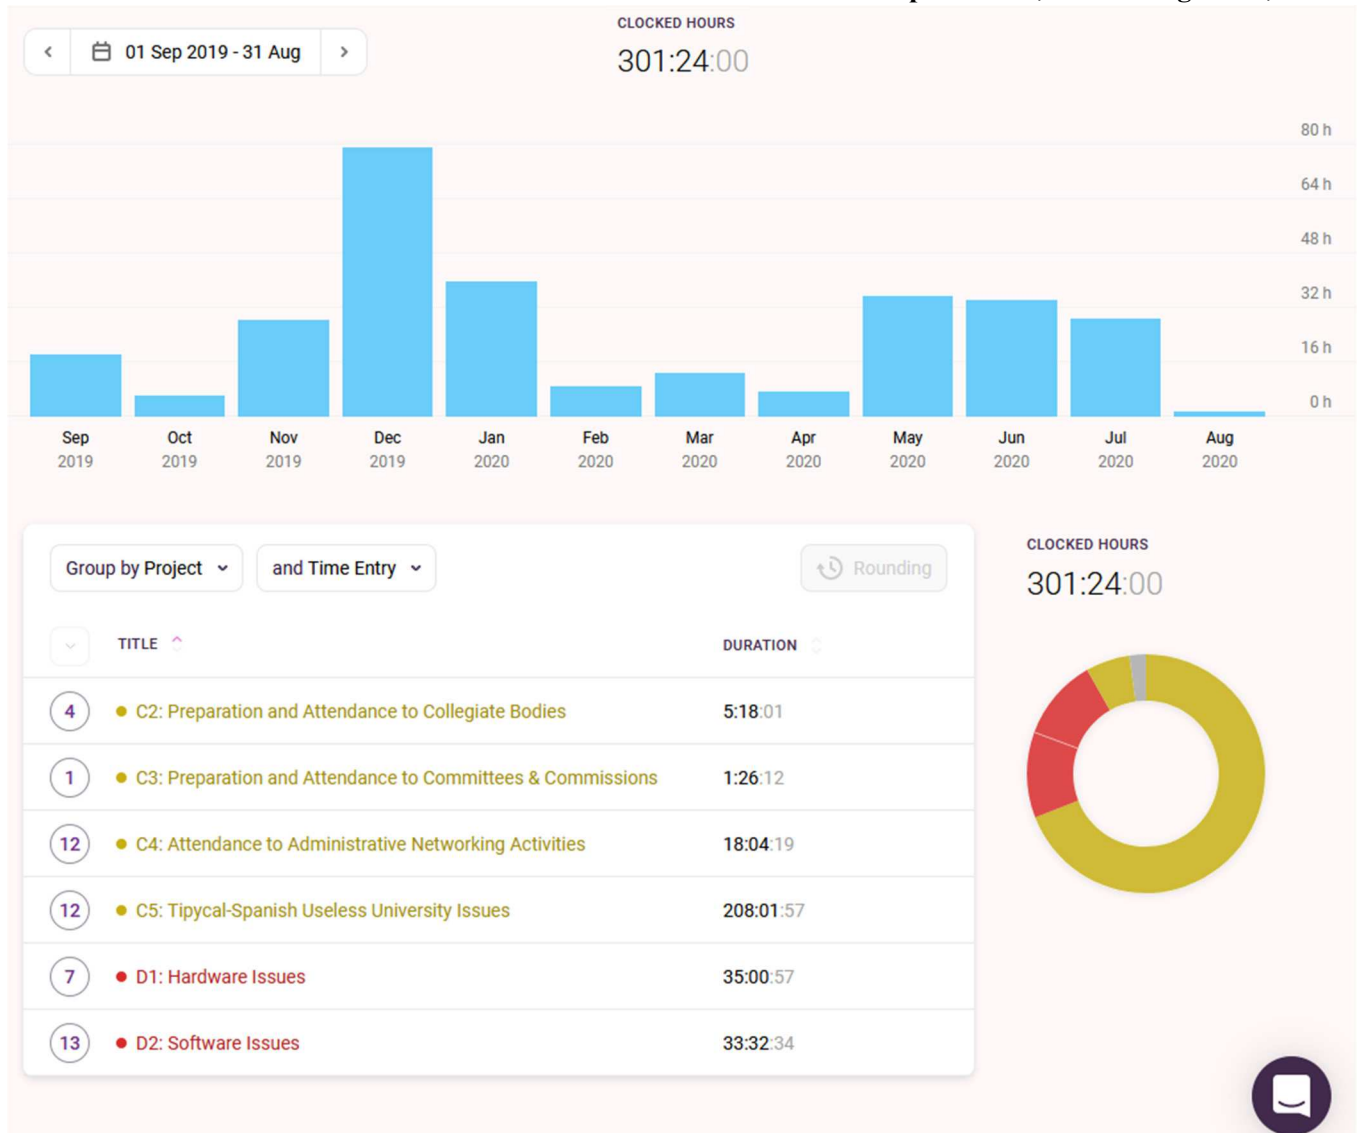 CLOCKED HOURS
01 Sep 2019 - 31 Aug
301:24:00
80 h
64 h
48 h
32 h
16 h
0 h
Sep Oct Nov Dec Jan Feb Mar Apr May Jun Jul Aug
2019 2019 2019 2019 2020 2020 2020 2020 2020 2020 2020 2020
Group by Project and Time Entry Rounding
TITLE DURATION
4 C2: Preparation and Attendance to Collegiate Bodies 5:18:01
1 C3: Preparation and Attendance to Committees & Commissions 1:26:12
12 C4: Attendance to Administrative Networking Activities 18:04:19
12 C5: Tipycal-Spanish Useless University Issues 208:01:57
7 D1: Hardware Issues 35:00:57
13 D2: Software Issues 33:32:34
CLOCKED HOURS
301:24:00